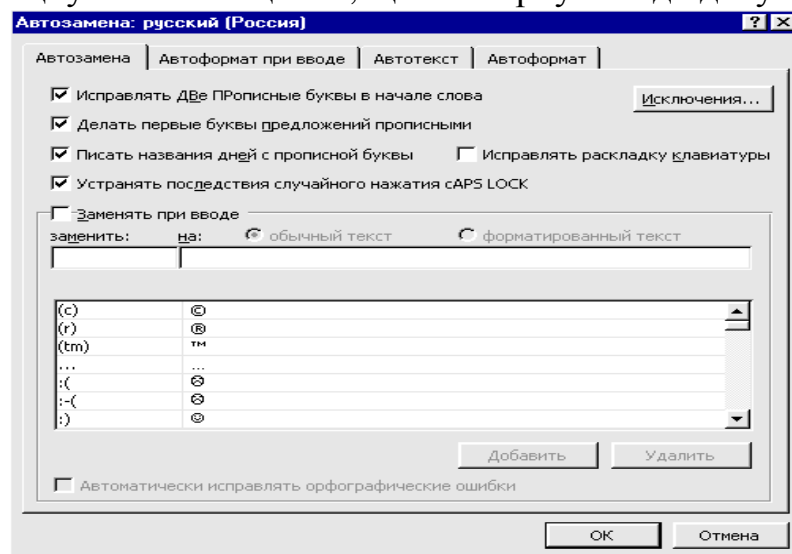 Автозамена: русский (Россия)
Автозамена Автоформат при вводе Автотекст Автоформат
Исправлять ДВе ПРописные буквы в начале слова Исключения...
Делать первые буквы предложений прописными
Писать названия дней с прописной буквы Исправлять раскладку клавиатуры
Устранять последствия случайного нажатия cAPS LOCK
Заменять при вводе
заменить: на: обычный текст форматированный текст
(c) ©
(r) ®
(tm) ™
... …
:( ☹
:-( ☹
:) ☺
Добавить Удалить
Автоматически исправлять орфографические ошибки
ОК Отмена